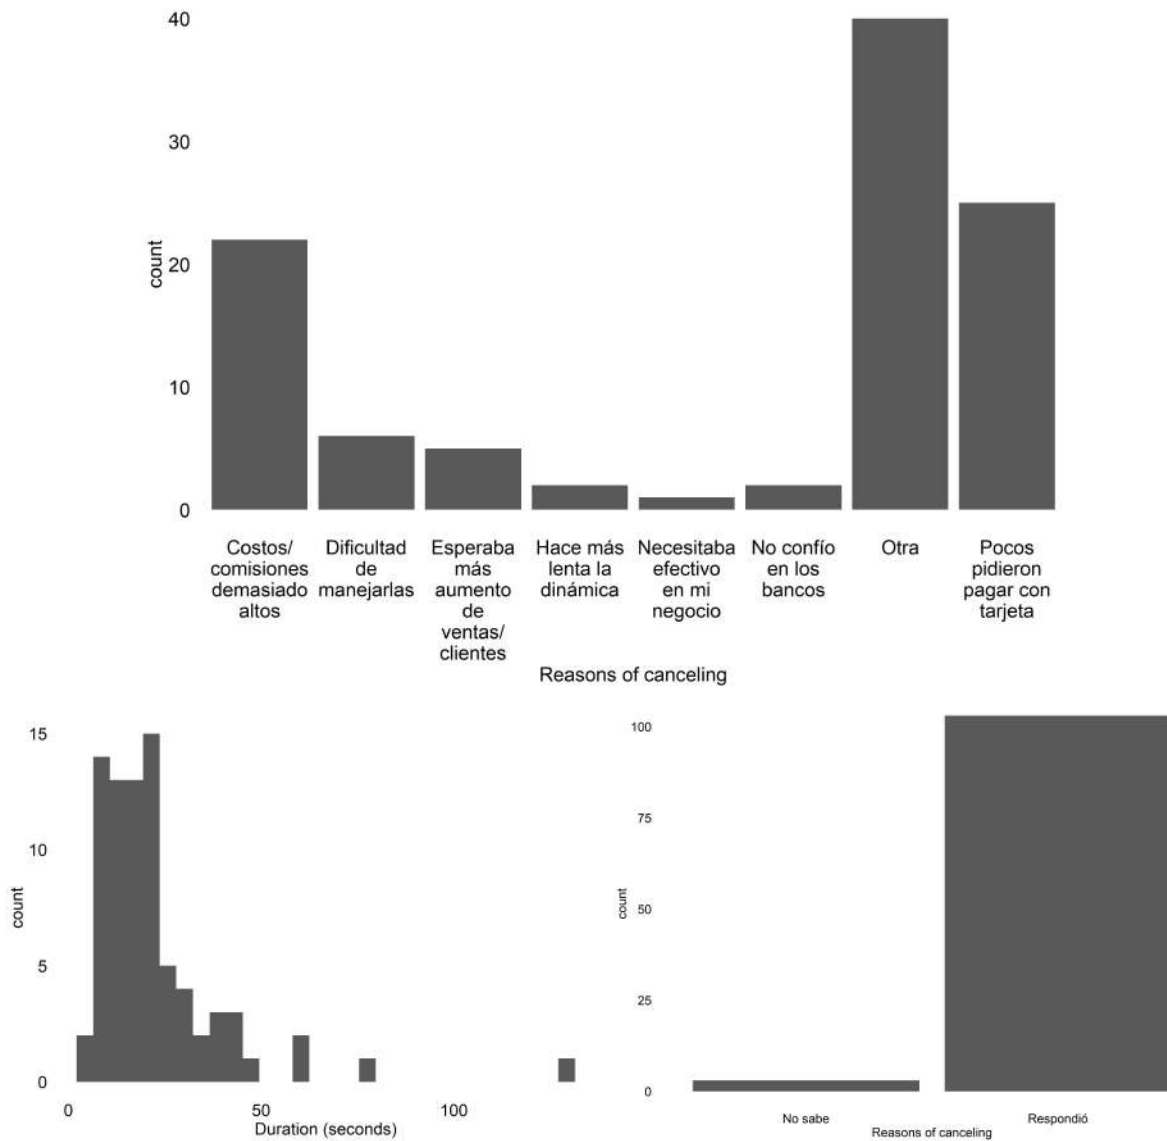 40
30
20
10
0
count
Costos/
comisiones
demasiado
altos
Dificultad
de
manejarlas
Esperaba
más
aumento
de
ventas/
clientes
Hace más
lenta la
dinámica
Necesitaba
efectivo
en mi
negocio
No confío
en los
bancos
Otra
Pocos
pidieron
pagar con
tarjeta
Reasons of canceling
15
10
5
0
count
0
50
100
Duration (seconds)
100
75
50
25
0
count
No sabe
Respondió
Reasons of canceling